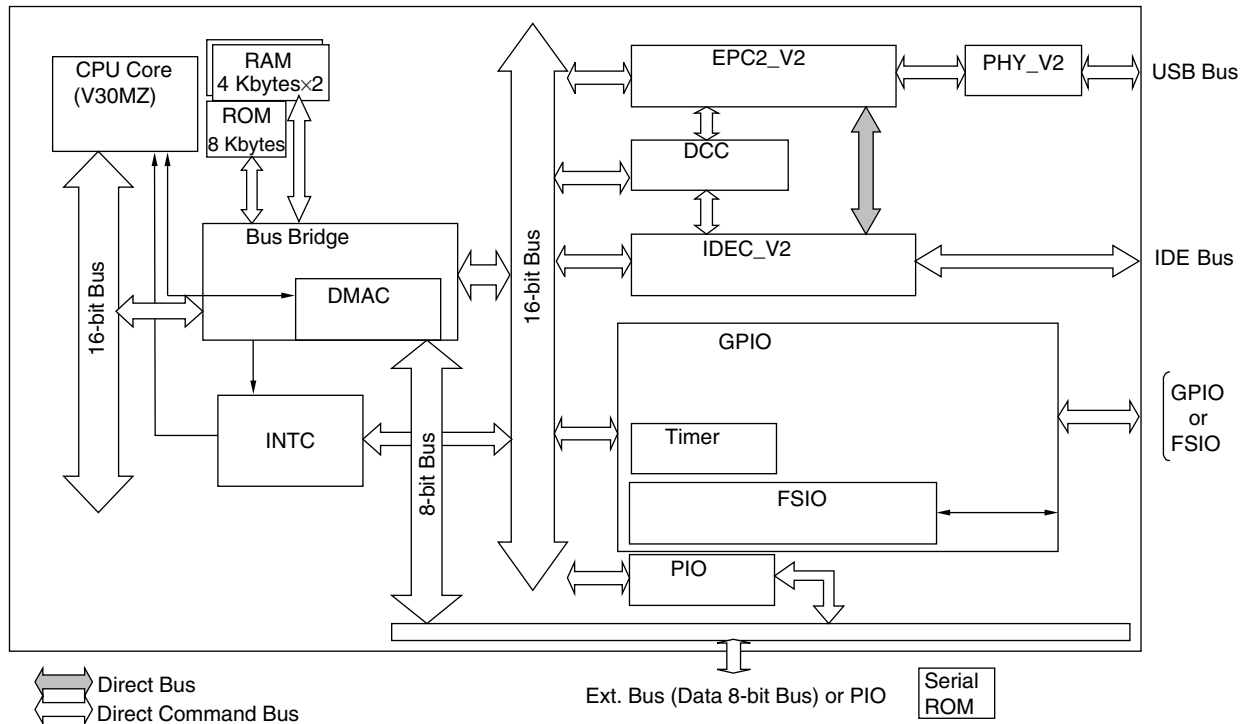 CPU Core
(V30MZ)
RAM
4 Kbytes×2
ROM
8 Kbytes
EPC2_V2
PHY_V2
USB Bus
DCC
Bus Bridge
IDEC_V2
IDE Bus
DMAC
16-bit Bus
16-bit Bus
GPIO
GPIO
or
FSIO
INTC
Timer
8-bit Bus
FSIO
PIO
Direct Bus
Direct Command Bus
Ext. Bus (Data 8-bit Bus) or PIO
Serial
ROM